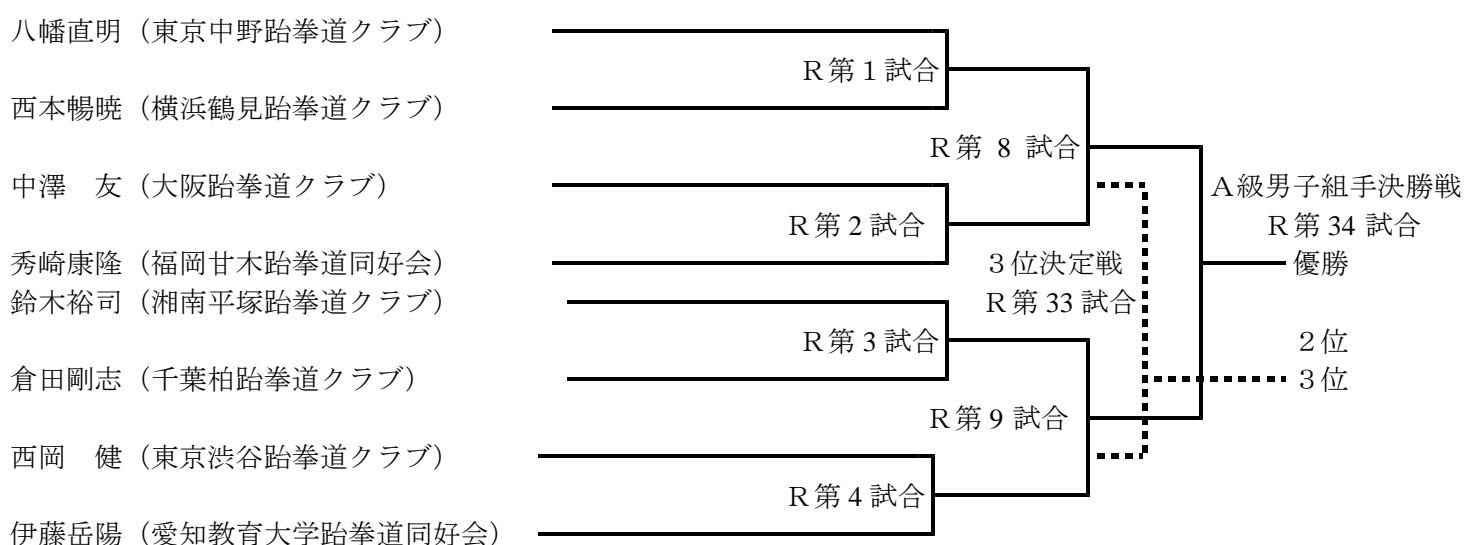 八幡直明（東京中野跆拳道クラブ）
Ｒ第１試合
西本暢暁（横浜鶴見跆拳道クラブ）
Ｒ第 8 試合
中澤　友（大阪跆拳道クラブ）
Ａ級男子組手決勝戦
Ｒ第２試合
Ｒ第 34 試合
秀崎康隆（福岡甘木跆拳道同好会）
３位決定戦
優勝
鈴木裕司（湘南平塚跆拳道クラブ）
Ｒ第 33 試合
Ｒ第 3 試合
２位
倉田剛志（千葉柏跆拳道クラブ）
３位
Ｒ第 9 試合
西岡　健（東京渋谷跆拳道クラブ）
Ｒ第 4 試合
伊藤岳陽（愛知教育大学跆拳道同好会）